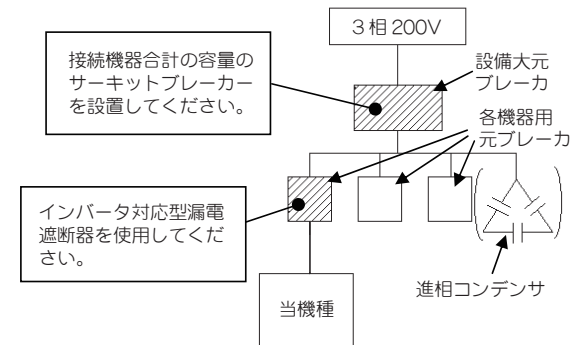 3相200V
接続機器合計の容量の
サーキットブレーカー
を設置してください。
設備大元
ブレーカ
各機器用
元ブレーカ
インバータ対応型漏電
遮断器を使用してくだ
さい。
進相コンデンサ
当機種